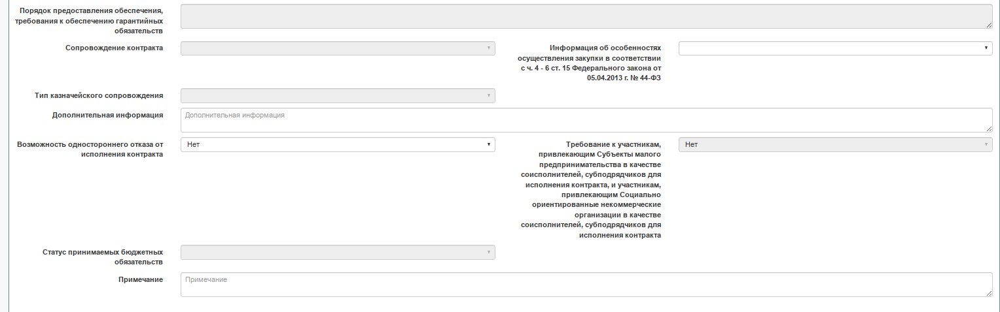 Порядок предоставления обеспечения,
требования к обеспечению гарантийных
обязательств
Сопровождение контракта
Информация об особенностях
осуществления закупки в соответствии
с ч. 4 - 6 ст. 15 Федерального закона от
05.04.2013 г. № 44-ФЗ
Тип казначейского сопровождения
Дополнительная информация
Дополнительная информация
Возможность одностороннего отказа от
исполнения контракта
Нет
Требование к участникам,
привлекающим Субъекты малого
предпринимательства в качестве
соисполнителей, субподрядчиков для
исполнения контракта, и участникам,
привлекающим Социально
ориентированные некоммерческие
организации в качестве
соисполнителей, субподрядчиков для
исполнения контракта
Нет
Статус принимаемых бюджетных
обязательств
Примечание
Примечание